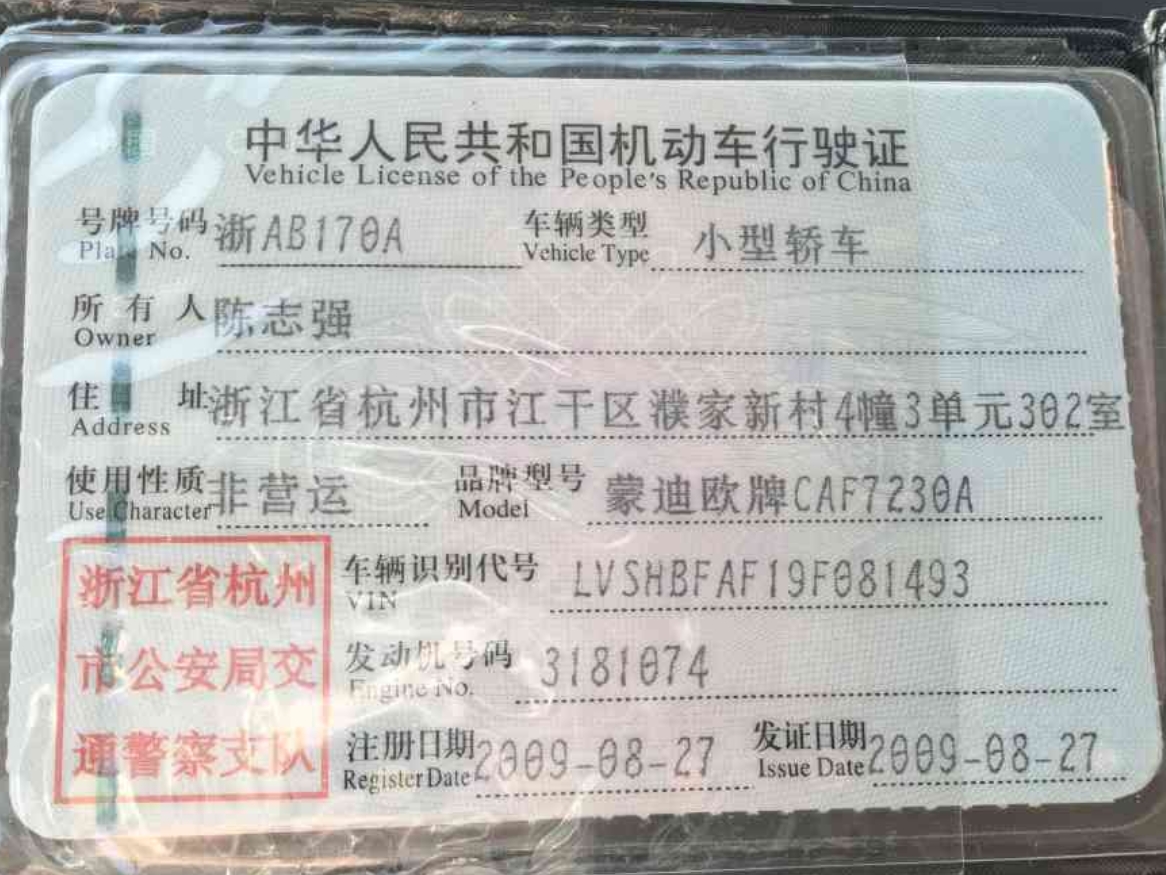 中华人民共和国机动车行驶证
Vehicle License of the People's Republic of China
号牌号码 浙AB170A 车辆类型 小型轿车
Plate No. Vehicle Type
所有人 陈志强
Owner
住址 浙江省杭州市江干区濮家新村4幢3单元302室
Address
使用性质 非营运 品牌型号 蒙迪欧牌CAF7230A
Use Character Model
浙江省杭州
市公安局交
通警察支队
车辆识别代号 LVSHBFAF19F081493
VIN
发动机号码 3181074
Engine No.
注册日期 2009-08-27 发证日期 2009-08-27
Register Date Issue Date